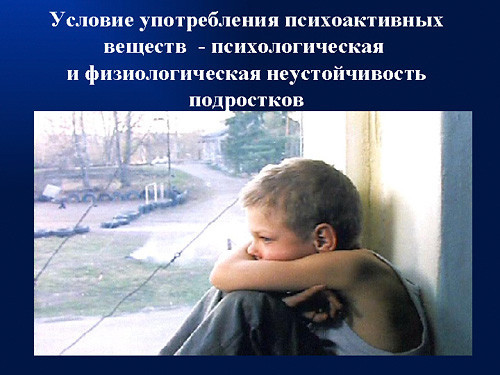 Условие употребления психоактивных
веществ - психологическая
и физиологическая неустойчивость
подростков